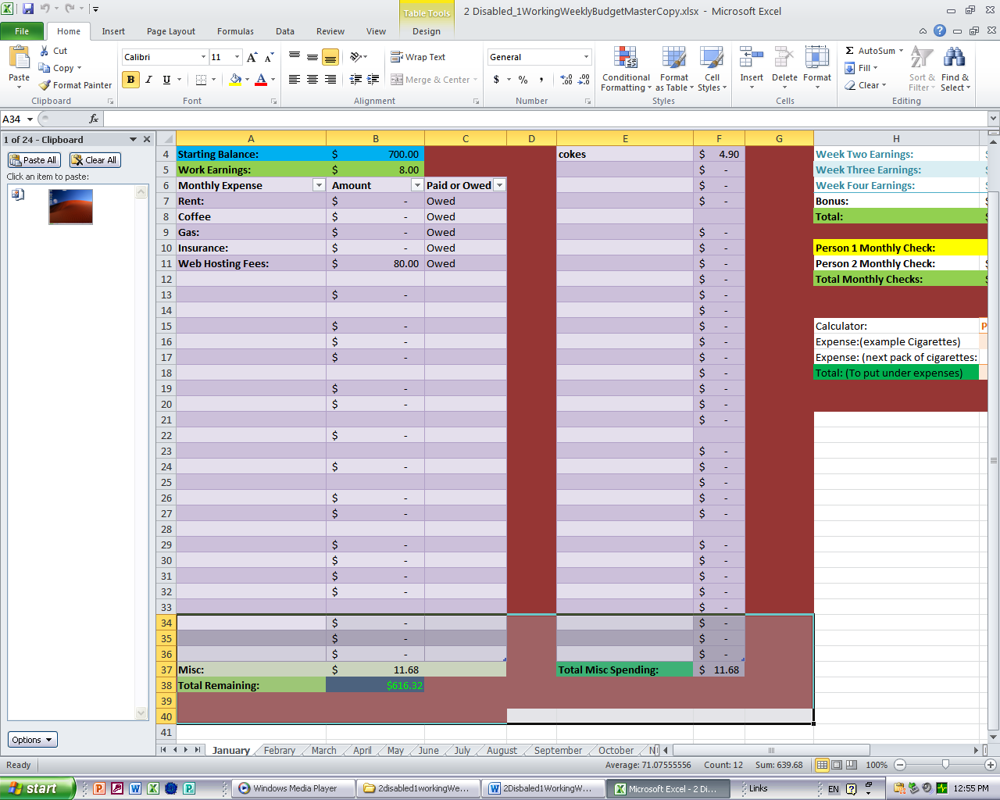 2 Disabled_1WorkingWeeklyBudgetMasterCopy.xlsx - Microsoft Excel
Table Tools
File Home Insert Page Layout Formulas Data Review View Design
Paste Cut Copy Format Painter Clipboard
Calibri 11 A A B I U A Font
Wrap Text Merge & Center Alignment
General $ % , .00 .0 Number
Conditional Formatting Format as Table Cell Styles Styles
Insert Delete Format Cells
Σ AutoSum Fill Clear Sort & Filter Find & Select Editing
A34 fx
1 of 24 - Clipboard
Paste All Clear All
Click an item to paste:
Options
A B C D E F G H
4 Starting Balance: $ 700.00 cokes $ 4.90 Week Two Earnings:
5 Work Earnings: $ 8.00 $ - Week Three Earnings:
6 Monthly Expense Amount Paid or Owed $ - Week Four Earnings:
7 Rent: $ - Owed $ - Bonus:
8 Coffee $ - Owed Total:
9 Gas: $ - Owed $ -
10 Insurance: $ - Owed $ - Person 1 Monthly Check:
11 Web Hosting Fees: $ 80.00 Owed $ - Person 2 Monthly Check:
12 $ - Total Monthly Checks:
13 $ - $ -
14 $ -
15 $ - $ - Calculator: P
16 $ - $ - Expense:(example Cigarettes)
17 $ - $ - Expense: (next pack of cigarettes:
18 $ - Total: (To put under expenses)
19 $ - $ -
20 $ - $ -
21 $ -
22 $ -
23 $ -
24 $ - $ -
25 $ -
26 $ - $ -
27 $ - $ -
28
29 $ - $ -
30 $ - $ -
31 $ - $ -
32 $ - $ -
33 $ -
34 $ - $ -
35 $ - $ -
36 $ - $ -
37 Misc: $ 11.68 Total Misc Spending: $ 11.68
38 Total Remaining: $616.32
39
40
41
January Febrary March April May June July August September October N
Ready Average: 71.07555556 Count: 12 Sum: 639.68 100%
start Windows Media Player 2disabled1workingWe... 2Disbaled1WorkingW... Microsoft Excel - 2 Di... Links EN 12:55 PM